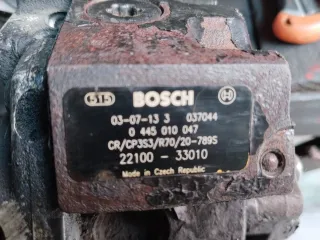 515 BOSCH
03-07-13 3 037044
0 445 010 047
CR/CP3S3/R70/20-789S
22100-33010
Made in Czech Republic